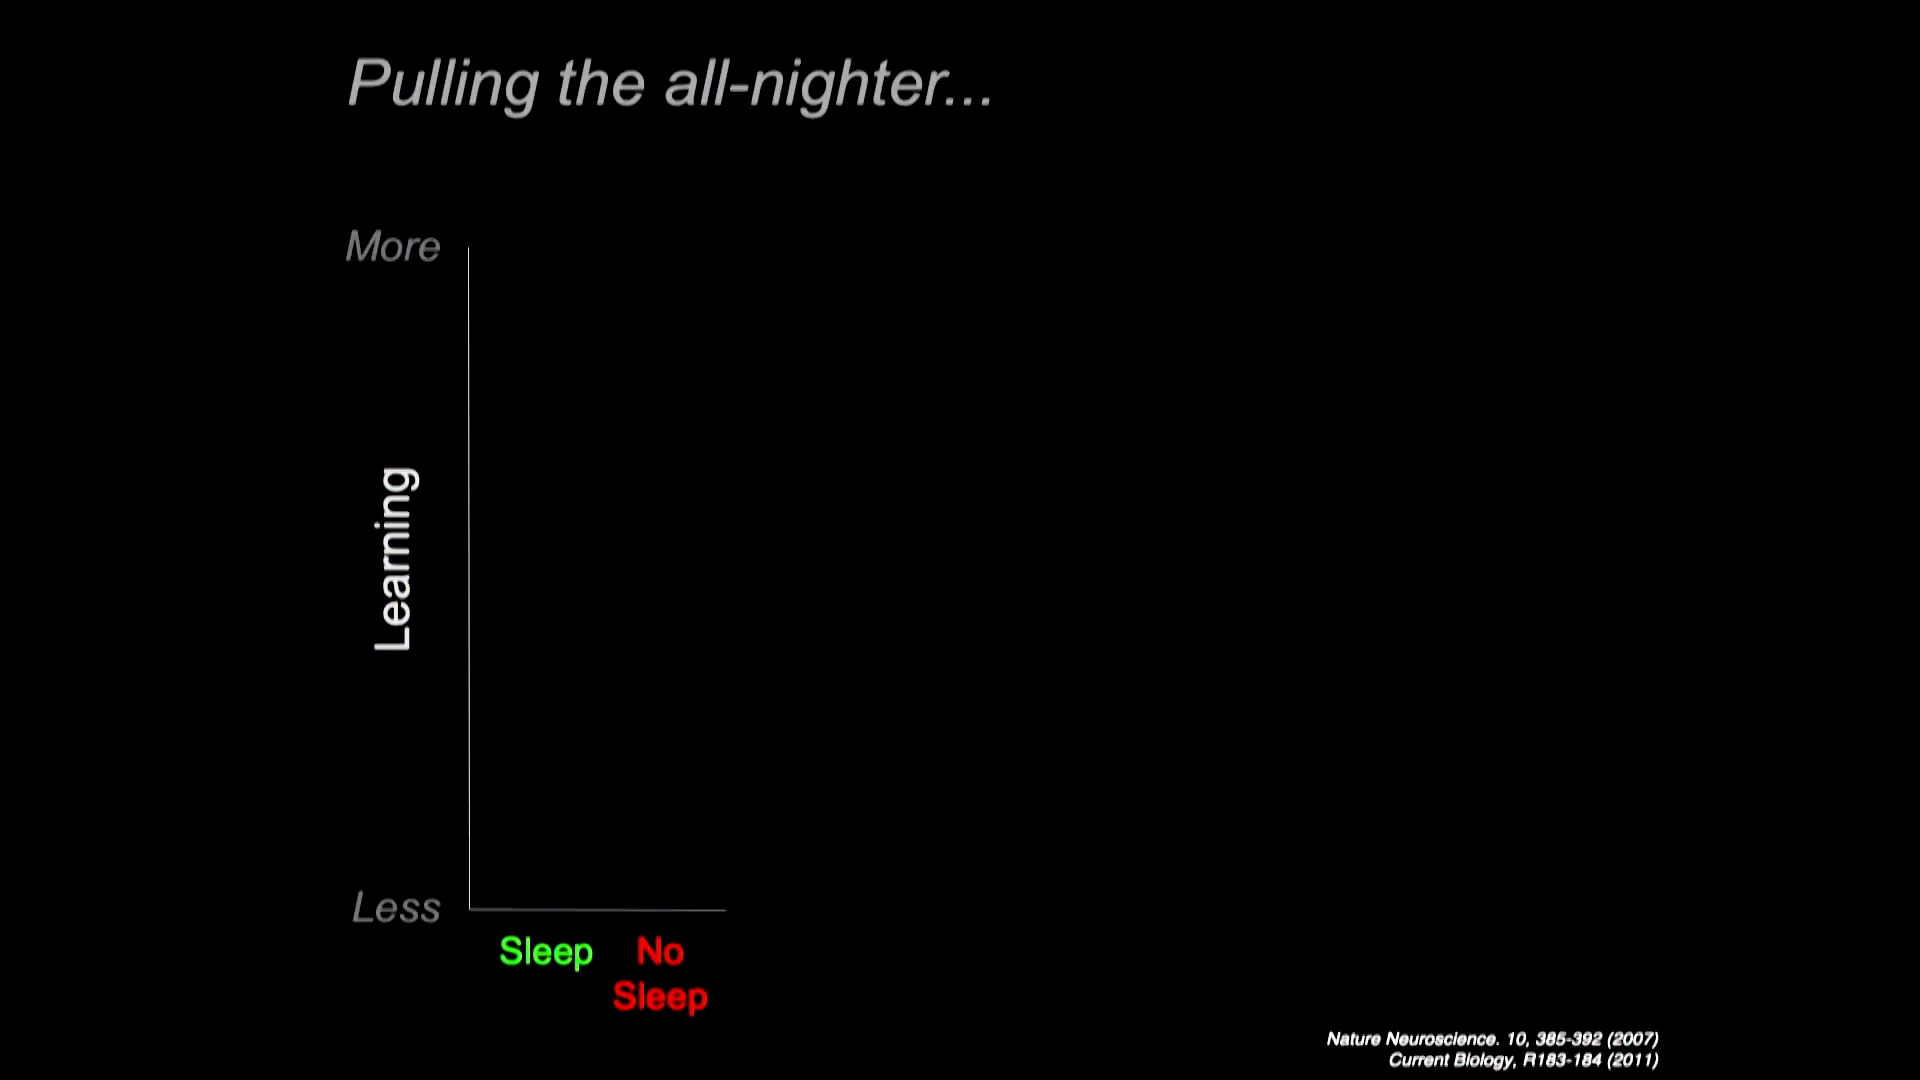 Pulling the all-nighter...
More
Learning
Less
Sleep
No
Sleep
Nature Neuroscience. 10, 385-392 (2007)
Current Biology, R183-184 (2011)